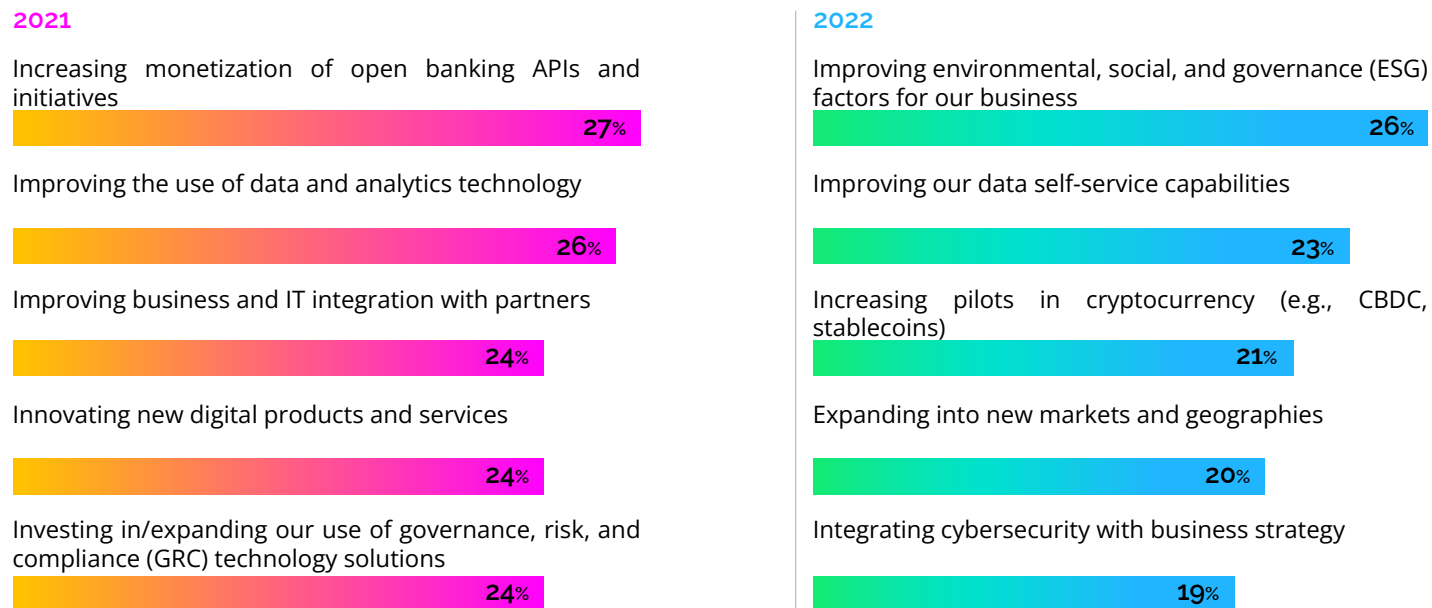 2021
Increasing monetization of open banking APIs and
initiatives
27%
Improving the use of data and analytics technology
26%
Improving business and IT integration with partners
24%
Innovating new digital products and services
24%
Investing in/expanding our use of governance, risk, and
compliance (GRC) technology solutions
24%
2022
Improving environmental, social, and governance (ESG)
factors for our business
26%
Improving our data self-service capabilities
23%
Increasing pilots in cryptocurrency (e.g., CBDC,
stablecoins)
21%
Expanding into new markets and geographies
20%
Integrating cybersecurity with business strategy
19%